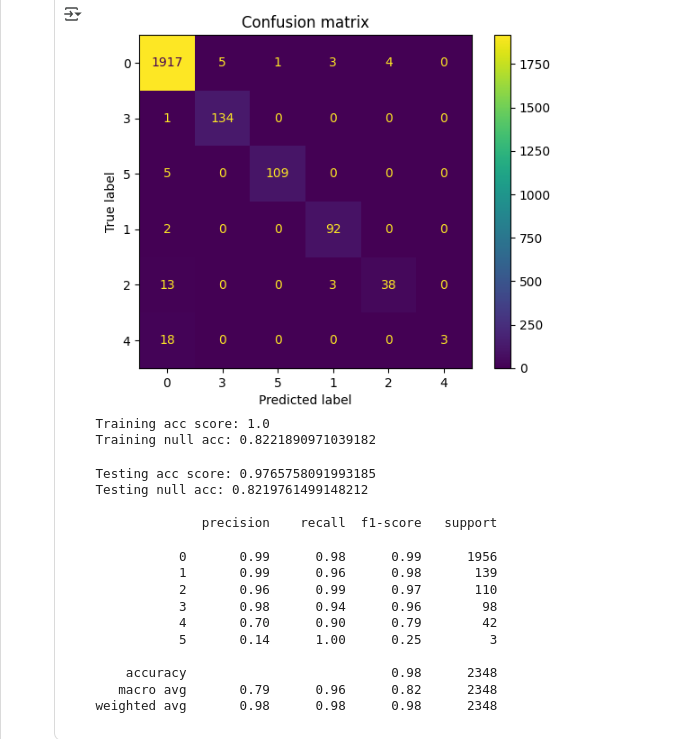 Confusion matrix
0 1917 5 1 3 4 0
3 1 134 0 0 0 0
5 5 0 109 0 0 0
1 2 0 0 92 0 0
2 13 0 0 3 38 0
4 18 0 0 0 0 3
0 3 5 1 2 4
True label
Predicted label
1750
1500
1250
1000
750
500
250
0
Training acc score: 1.0
Training null acc: 0.8221890971039182
Testing acc score: 0.9765758091993185
Testing null acc: 0.8219761499148212
precision recall f1-score support
0 0.99 0.98 0.99 1956
1 0.99 0.96 0.98 139
2 0.96 0.99 0.97 110
3 0.98 0.94 0.96 98
4 0.70 0.90 0.79 42
5 0.14 1.00 0.25 3
accuracy 0.98 2348
macro avg 0.79 0.96 0.82 2348
weighted avg 0.98 0.98 0.98 2348